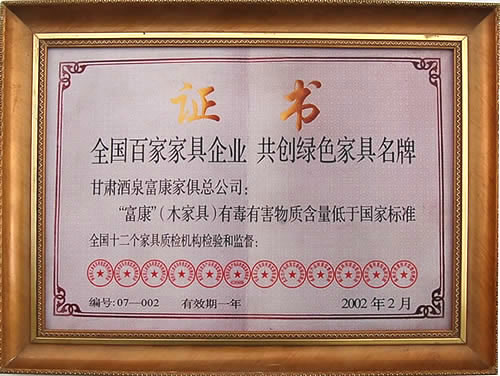 证 书
全国百家家具企业 共创绿色家具名牌
甘肃酒泉富康家俱总公司：
“富康”（木家具）有毒有害物质含量低于国家标准
全国十二个家具质检机构检验和监督：
编号：07—002 有效期一年 2002 年 2 月